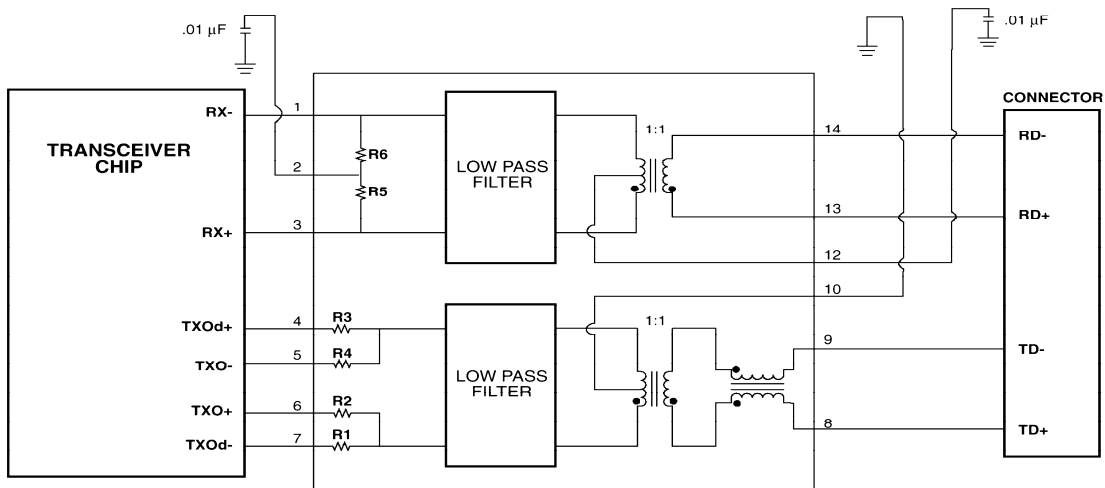 .01 µF
.01 µF
CONNECTOR
TRANSCEIVER
CHIP
RX-
1
R6
2
R5
RX+
3
LOW PASS
FILTER
1:1
14
RD-
13
RD+
12
10
TXOd+
4
R3
TXO-
5
R4
TXO+
6
R2
TXOd-
7
R1
LOW PASS
FILTER
1:1
9
TD-
8
TD+